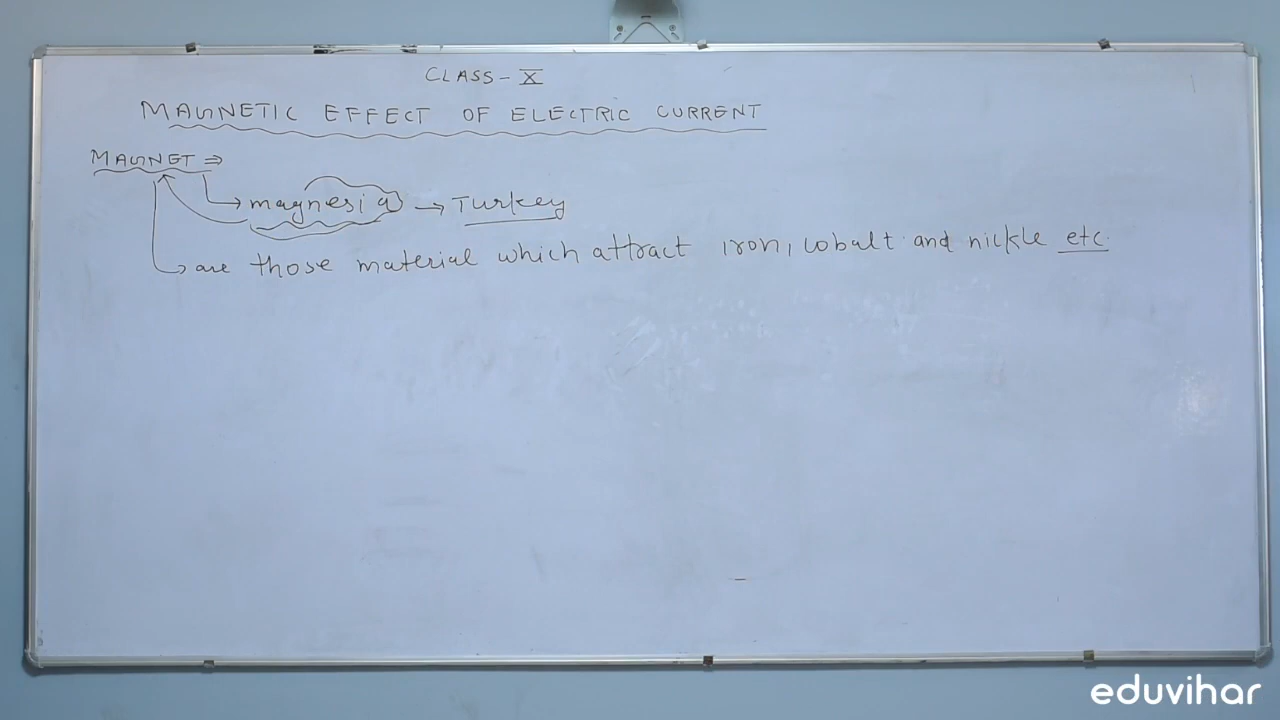 CLASS - X
MAGNETIC EFFECT OF ELECTRIC CURRENT
MAGNET ⇒
→ magnesia → Turkey
→ are those material which attract iron, cobalt and nickle etc.
eduvihar